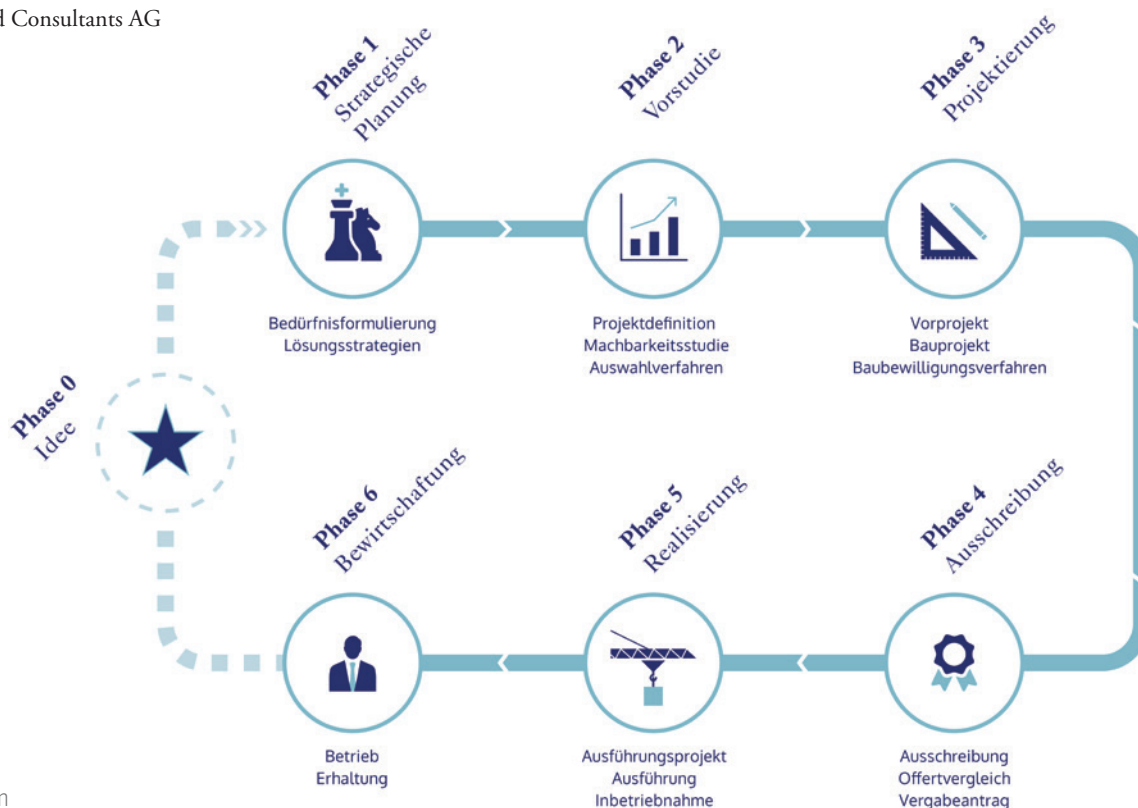 Consultants AG
Phase 1
Strategische
Planung
Phase 2
Vorstudie
Phase 3
Projektierung
Bedürfnisformulierung
Lösungsstrategien
Projektdefinition
Machbarkeitsstudie
Auswahlverfahren
Vorprojekt
Bauprojekt
Baubewilligungsverfahren
Phase 0
Idee
Phase 6
Bewirtschaftung
Phase 5
Realisierung
Phase 4
Ausschreibung
Betrieb
Erhaltung
Ausführungsprojekt
Ausführung
Inbetriebnahme
Ausschreibung
Offertvergleich
Vergabeantrag